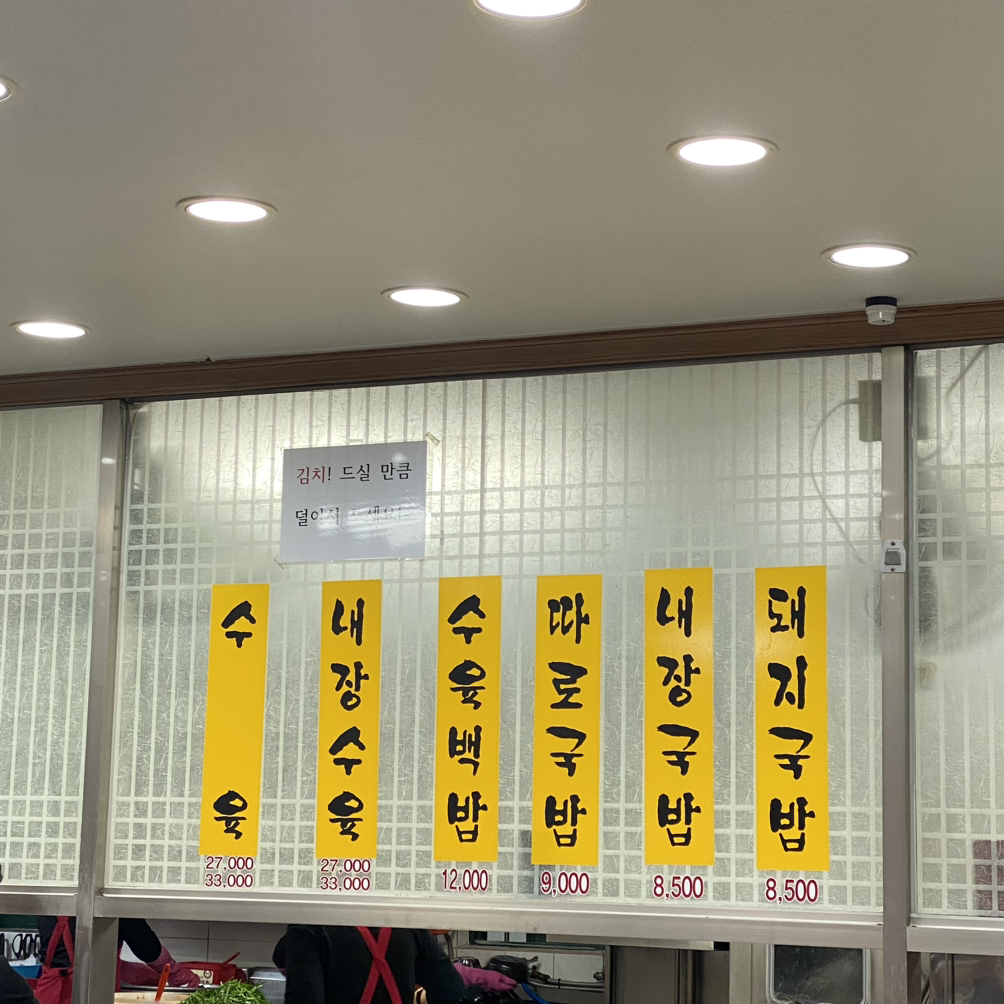 김치! 드실 만큼
덜어서
수육
27,000
33,000
내장수육
27,000
33,000
수육백밥
12,000
따로국밥
9,000
내장국밥
8,500
돼지국밥
8,500